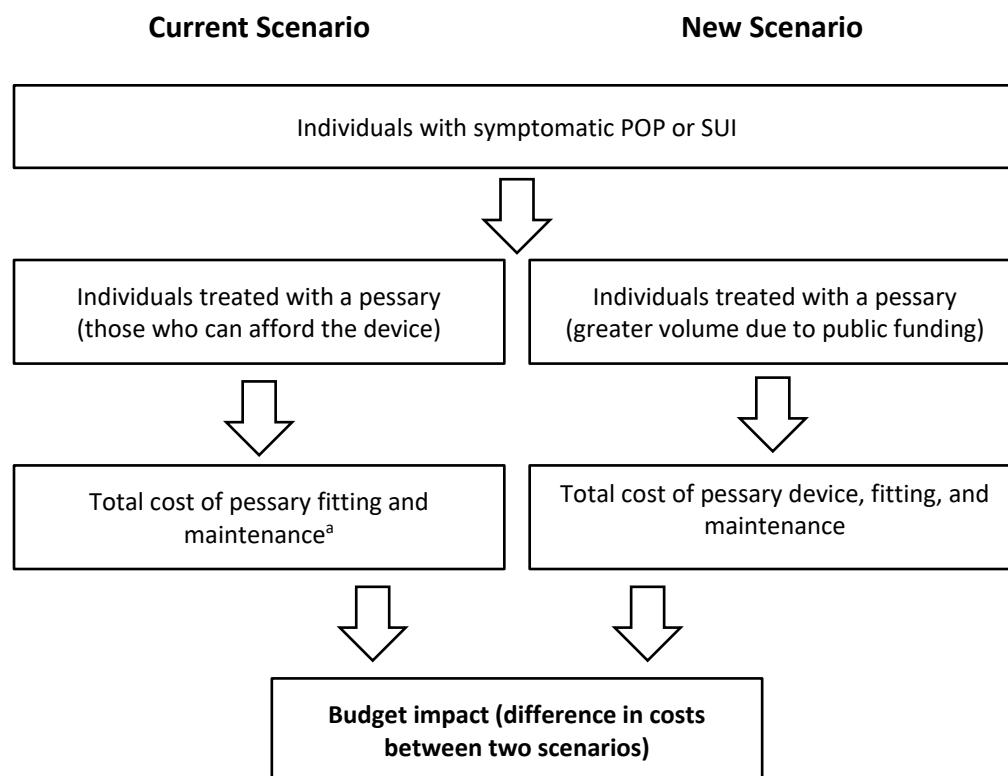 Current Scenario
New Scenario
Individuals with symptomatic POP or SUI
Individuals treated with a pessary
(those who can afford the device)
Individuals treated with a pessary
(greater volume due to public funding)
Total cost of pessary fitting and
maintenanceᵃ
Total cost of pessary device, fitting, and
maintenance
Budget impact (difference in costs
between two scenarios)